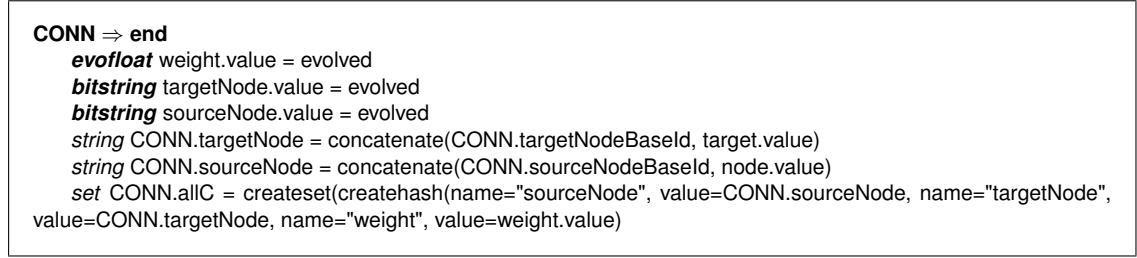 CONN ⇒ end
evofloat weight.value = evolved
bitstring targetNode.value = evolved
bitstring sourceNode.value = evolved
string CONN.targetNode = concatenate(CONN.targetNodeBaseId, target.value)
string CONN.sourceNode = concatenate(CONN.sourceNodeBaseId, node.value)
set CONN.allC = createset(createhash(name="sourceNode", value=CONN.sourceNode, name="targetNode",
value=CONN.targetNode, name="weight", value=weight.value)